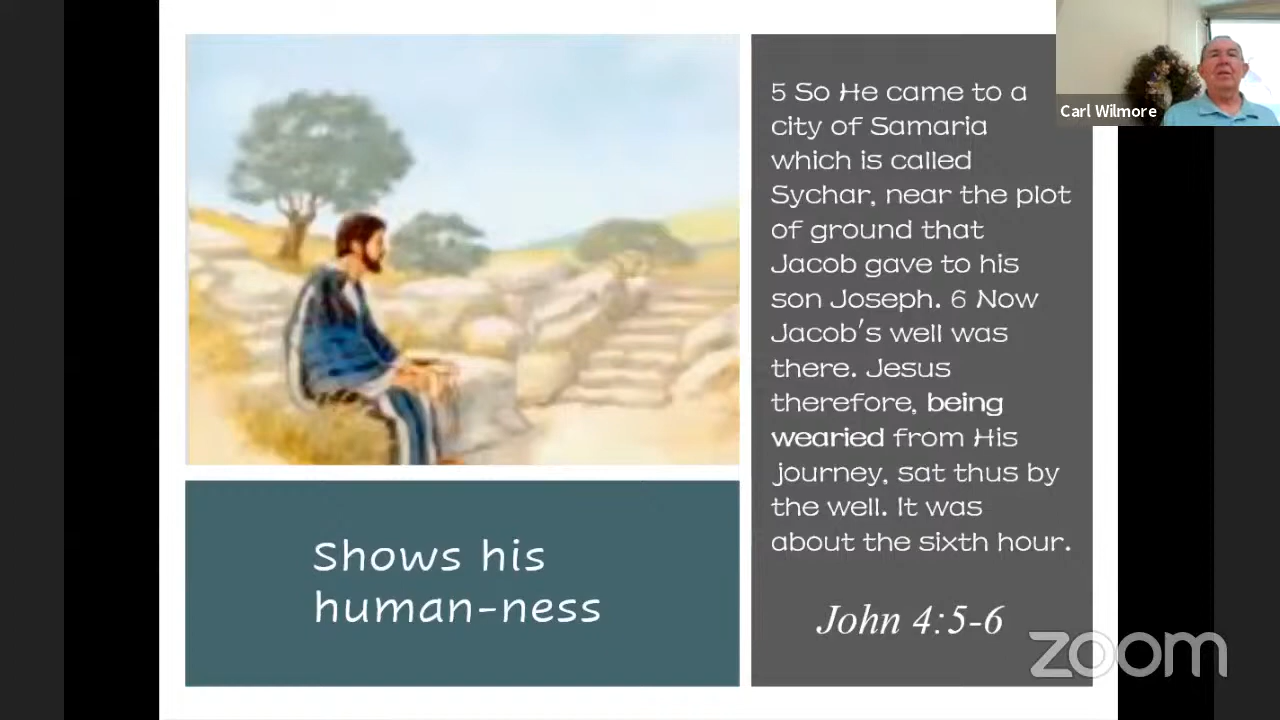 5 So He came to a
city of Samaria
which is called
Sychar, near the plot
of ground that
Jacob gave to his
son Joseph. 6 Now
Jacob's well was
there. Jesus
therefore, being
wearied from His
journey, sat thus by
the well. It was
about the sixth hour.
John 4:5-6
Shows his
human-ness
Carl Wilmore
zoom